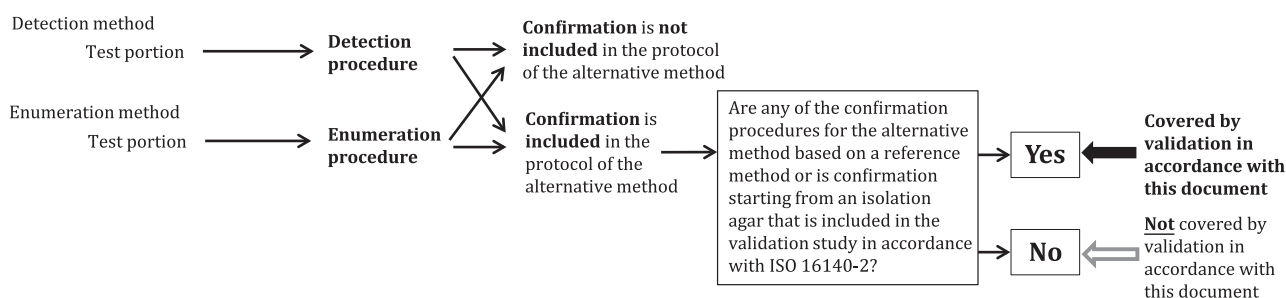 Detection method
Test portion
Detection
procedure
Enumeration method
Test portion
Enumeration
procedure
Confirmation is not
included in the protocol
of the alternative method
Confirmation is
included in the
protocol of the
alternative method
Are any of the confirmation
procedures for the alternative
method based on a reference
method or is confirmation
starting from an isolation
agar that is included in the
validation study in accordance
with ISO 16140-2?
Yes
No
Covered by
validation in
accordance with
this document
Not covered by
validation in
accordance with
this document